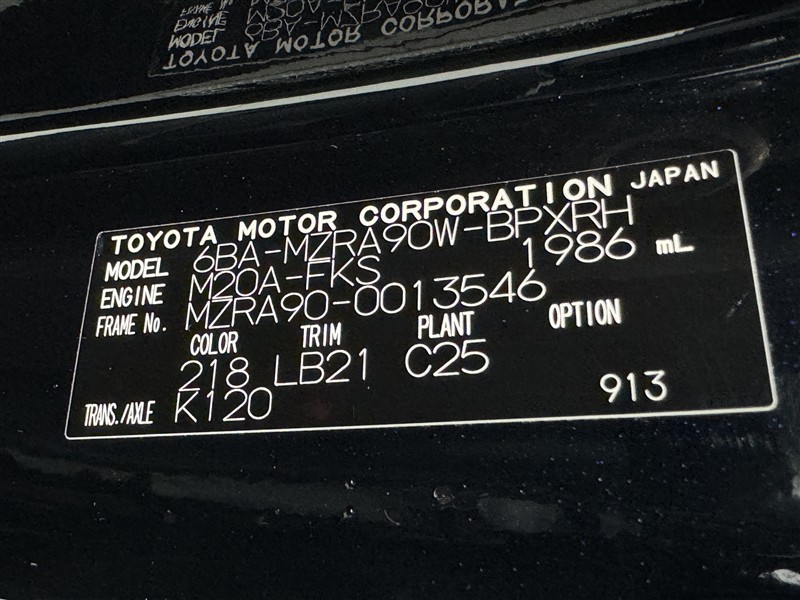 TOYOTA MOTOR CORPORATION JAPAN
MODEL 6BA-MZRA90W-BPXRH
ENGINE M20A-FKS 1986 mL
FRAME No. MZRA90-0013546
COLOR TRIM PLANT OPTION
218 LB21 C25
TRANS./AXLE K120 913